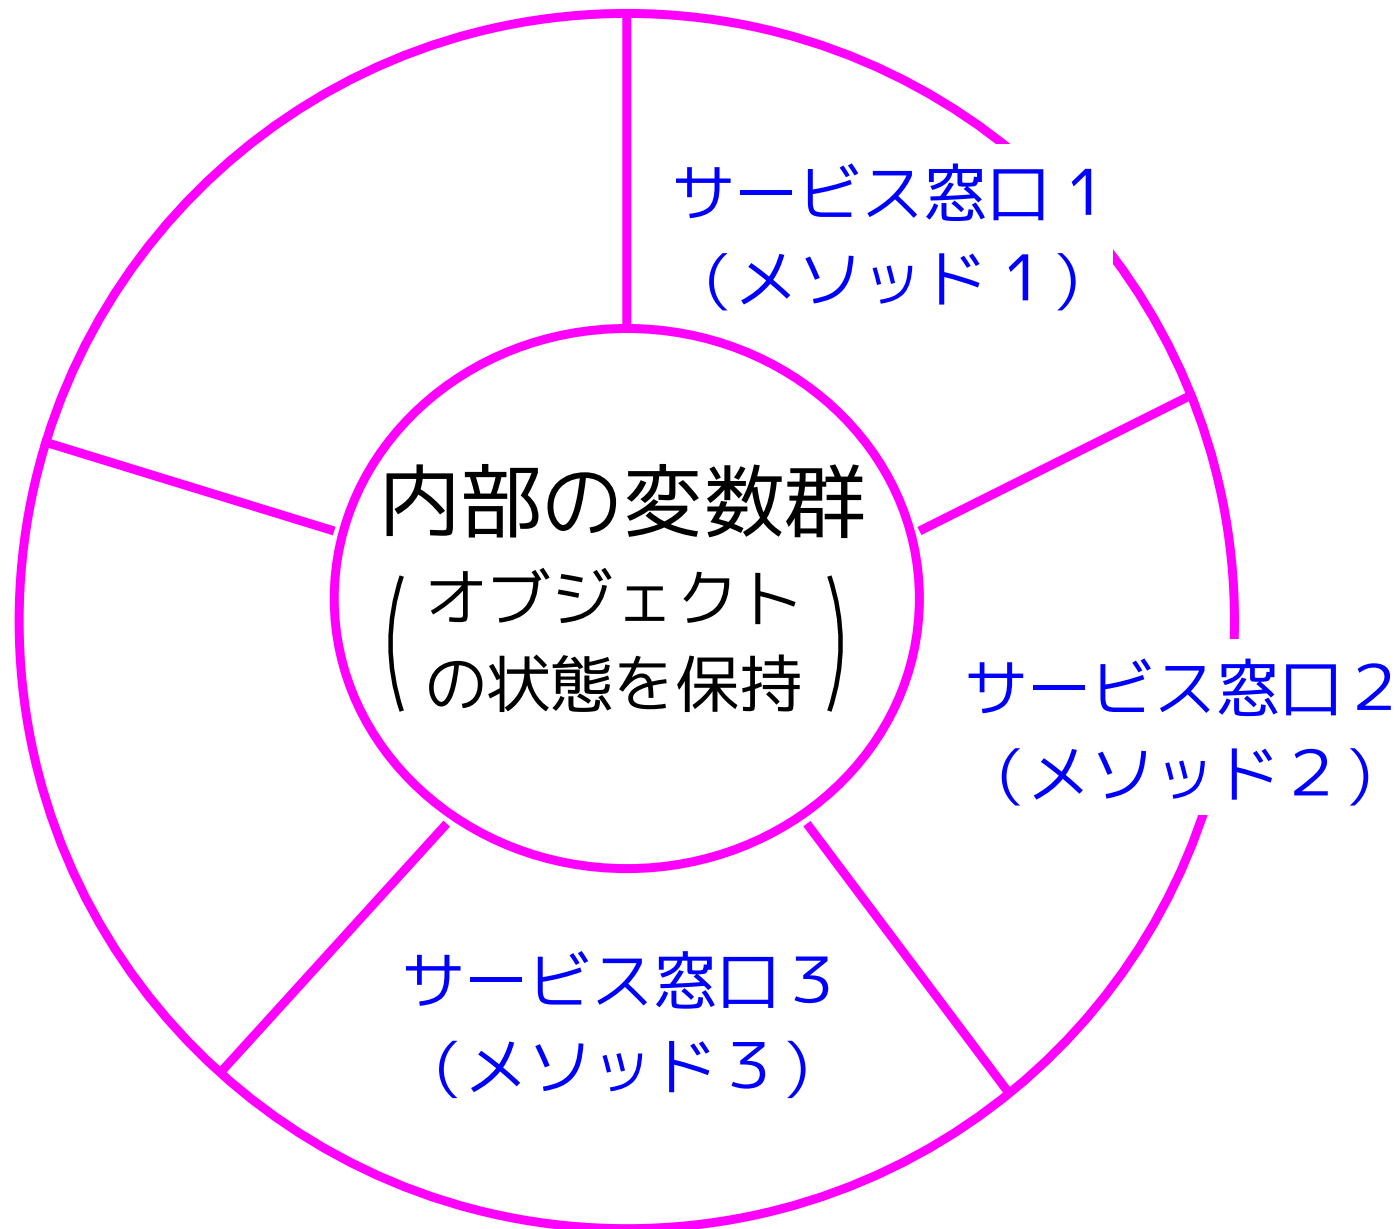 サービス窓口１
（メソッド１）
内部の変数群
（オブジェクト
の状態を保持）
サービス窓口２
（メソッド２）
サービス窓口３
（メソッド３）